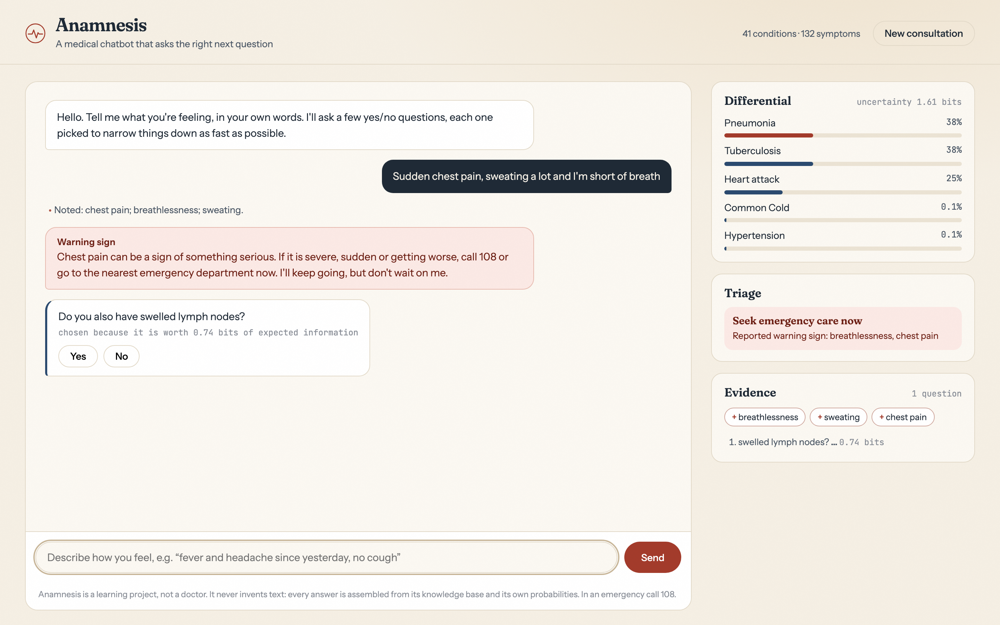 Anamnesis
A medical chatbot that asks the right next question
41 conditions · 132 symptoms
New consultation
Hello. Tell me what you're feeling, in your own words. I'll ask a few yes/no questions, each one
picked to narrow things down as fast as possible.
Sudden chest pain, sweating a lot and I'm short of breath
Noted: chest pain; breathlessness; sweating.
Warning sign
Chest pain can be a sign of something serious. If it is severe, sudden or getting worse, call 108 or
go to the nearest emergency department now. I'll keep going, but don't wait on me.
Do you also have swelled lymph nodes?
chosen because it is worth 0.74 bits of expected information
Yes
No
Describe how you feel, e.g. “fever and headache since yesterday, no cough”
Send
Anamnesis is a learning project, not a doctor. It never invents text: every answer is assembled from its knowledge base and its own probabilities. In an emergency call 108.
Differential
uncertainty 1.61 bits
Pneumonia 38%
Tuberculosis 38%
Heart attack 25%
Common Cold 0.1%
Hypertension 0.1%
Triage
Seek emergency care now
Reported warning sign: breathlessness, chest pain
Evidence
1 question
+ breathlessness
+ sweating
+ chest pain
1. swelled lymph nodes? ... 0.74 bits